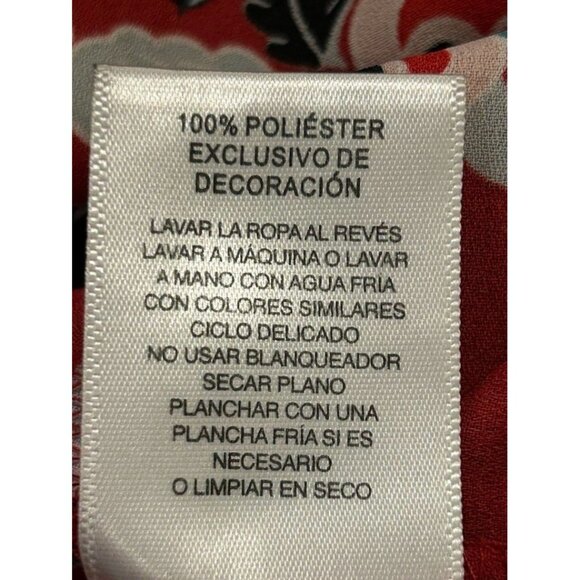 100% POLIÉSTER
EXCLUSIVO DE
DECORACIÓN
LAVAR LA ROPA AL REVÉS
LAVAR A MÁQUINA O LAVAR
A MANO CON AGUA FRÍA
CON COLORES SIMILARES
CICLO DELICADO
NO USAR BLANQUEADOR
SECAR PLANO
PLANCHAR CON UNA
PLANCHA FRÍA SI ES
NECESARIO
O LIMPIAR EN SECO